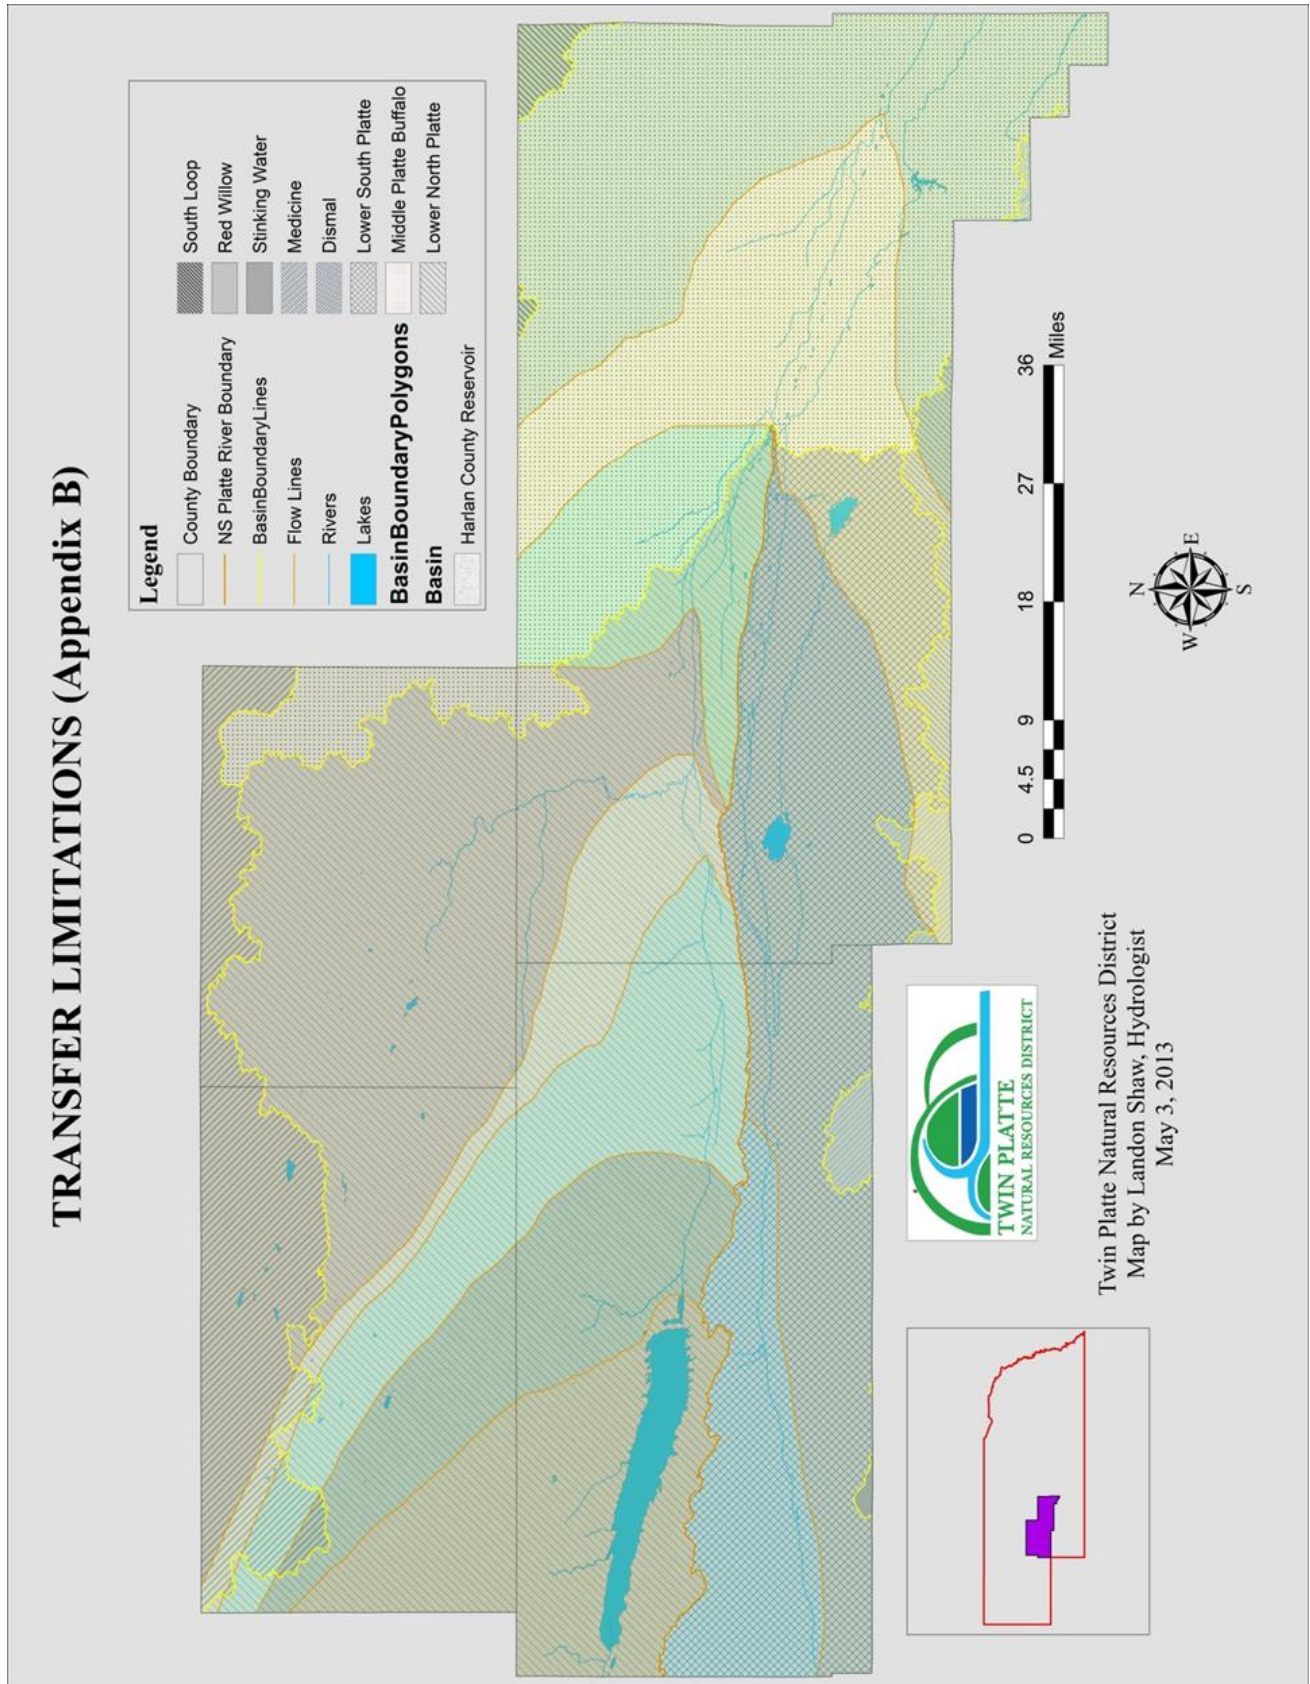 TRANSFER LIMITATIONS (Appendix B)
Legend
County Boundary
NS Platte River Boundary
BasinBoundaryLines
Flow Lines
Rivers
Lakes
BasinBoundaryPolygons
Basin
Harlan County Reservoir
South Loop
Red Willow
Stinking Water
Medicine
Dismal
Lower South Platte
Middle Platte Buffalo
Lower North Platte
0 4.5 9 18 27 36
Miles
N
W E
S
TWIN PLATTE
NATURAL RESOURCES DISTRICT
Twin Platte Natural Resources District
Map by Landon Shaw, Hydrologist
May 3, 2013